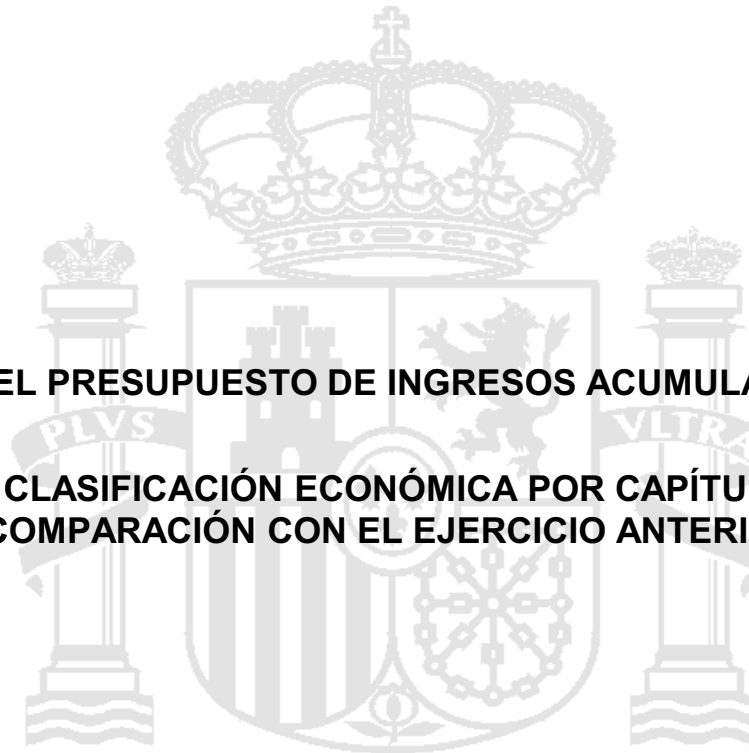 EL PRESUPUESTO DE INGRESOS ACUMULA
PLVS
VLTRA
CLASIFICACIÓN ECONÓMICA POR CAPÍTU
COMPARACIÓN CON EL EJERCICIO ANTERI